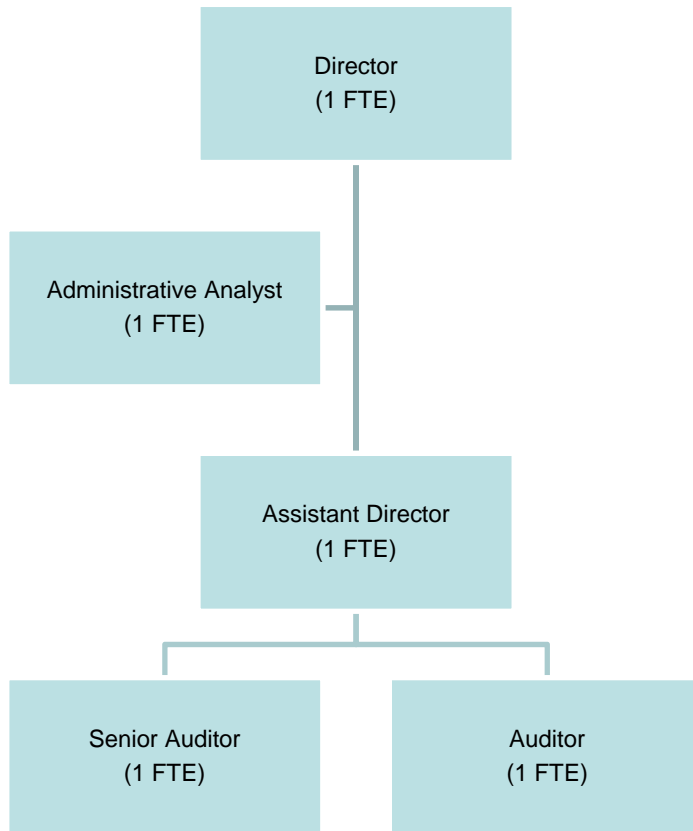 Director
(1 FTE)
Administrative Analyst
(1 FTE)
Assistant Director
(1 FTE)
Senior Auditor
(1 FTE)
Auditor
(1 FTE)